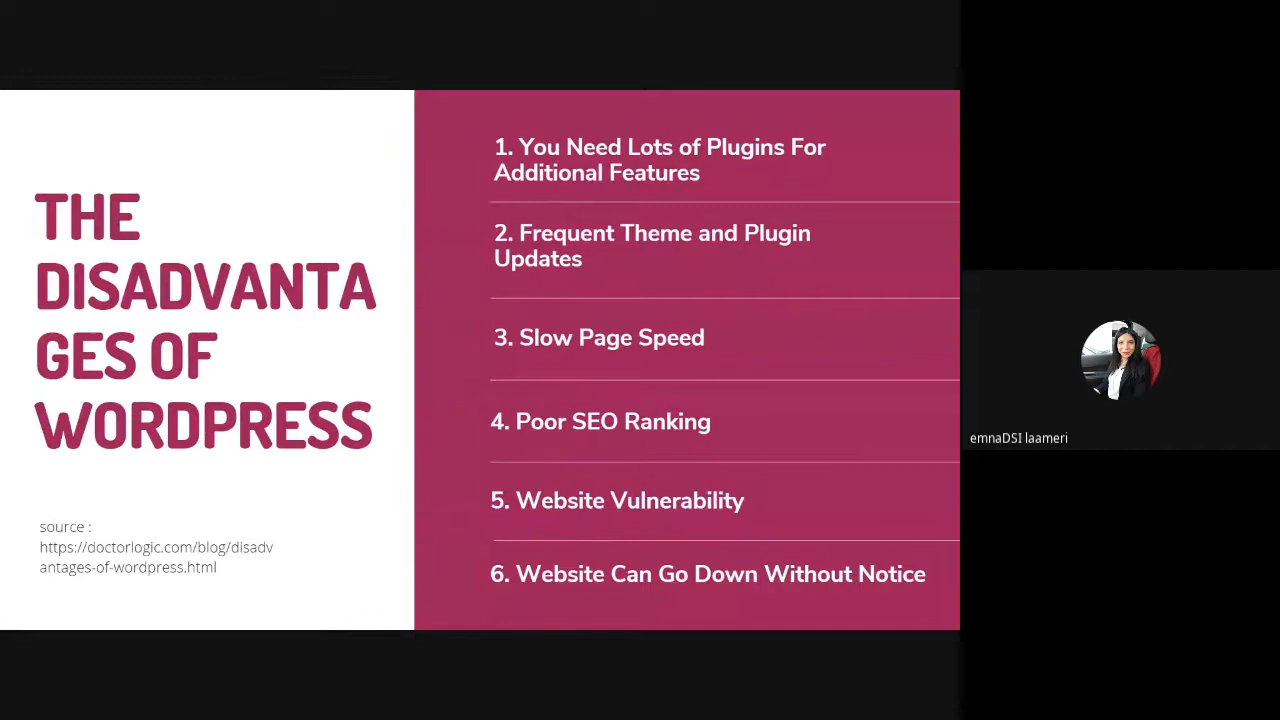 THE
DISADVANTA
GES OF
WORDPRESS
source :
https://doctorlogic.com/blog/disadv
antages-of-wordpress.html
1. You Need Lots of Plugins For
Additional Features
2. Frequent Theme and Plugin
Updates
3. Slow Page Speed
4. Poor SEO Ranking
5. Website Vulnerability
6. Website Can Go Down Without Notice
emnaDSI laameri